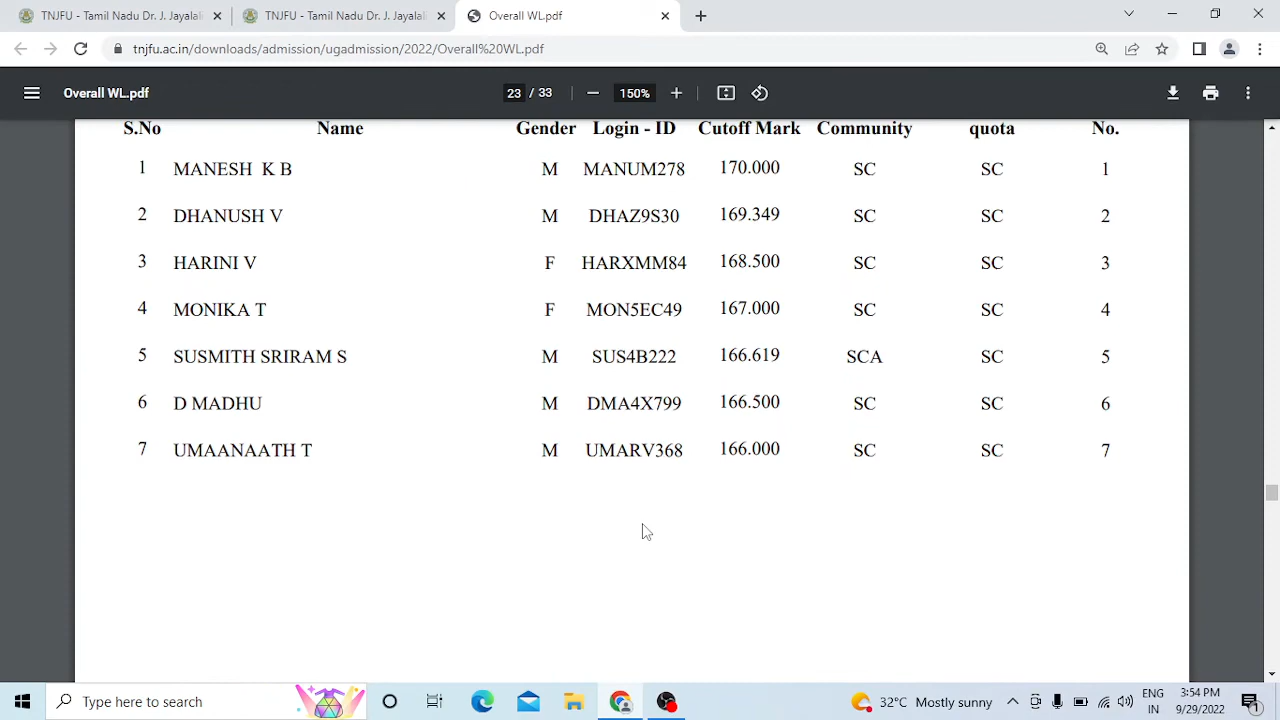 TNJFU - Tamil Nadu Dr. J. Jayalal
TNJFU - Tamil Nadu Dr. J. Jayalal
Overall WL.pdf
tnjfu.ac.in/downloads/admission/ugadmission/2022/Overall%20WL.pdf
Overall WL.pdf
23 / 33
150%
S.No Name Gender Login - ID Cutoff Mark Community quota No.
1 MANESH K B M MANUM278 170.000 SC SC 1
2 DHANUSH V M DHAZ9S30 169.349 SC SC 2
3 HARINI V F HARXMM84 168.500 SC SC 3
4 MONIKA T F MON5EC49 167.000 SC SC 4
5 SUSMITH SRIRAM S M SUS4B222 166.619 SCA SC 5
6 D MADHU M DMA4X799 166.500 SC SC 6
7 UMAANAATH T M UMARV368 166.000 SC SC 7
Type here to search
32°C Mostly sunny
ENG
IN
3:54 PM
9/29/2022
1